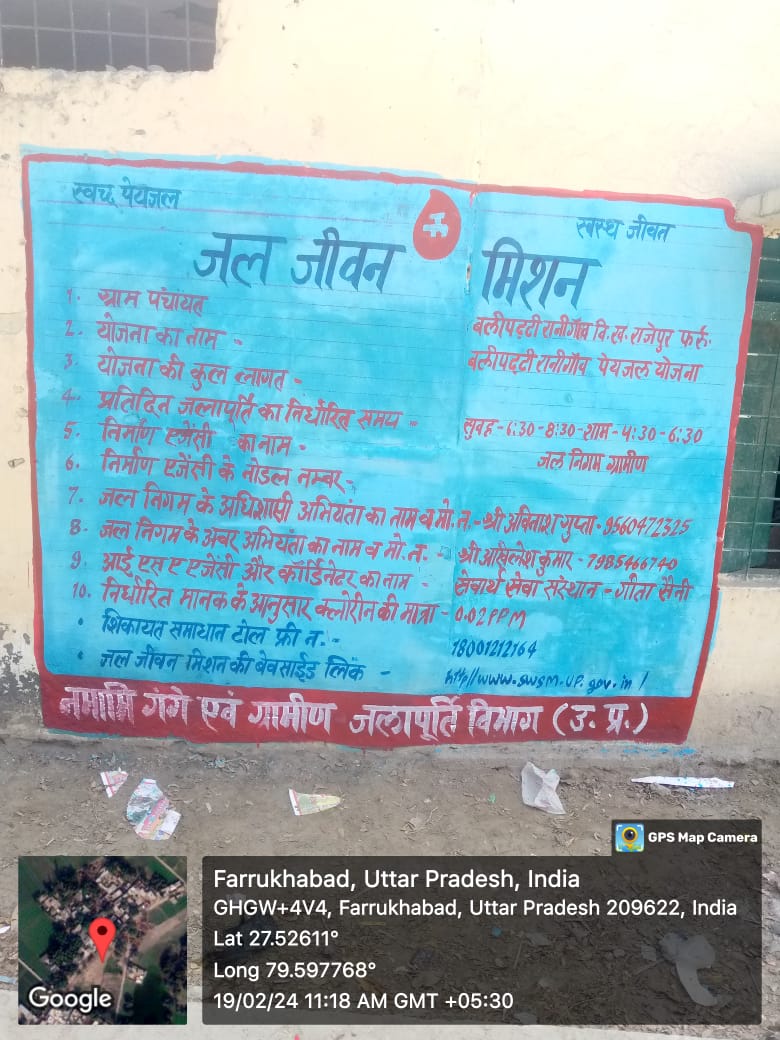 स्वच्छ पेयजल
स्वस्थ जीवत
जल जीवन मिशन
1. ग्राम पंचायत
बलीपट्टी रानीगाँव वि.ख. राजेपुर फर्रु.
2. योजना का नाम -
बलीपट्टी रानीगाँव पेयजल योजना
3. योजना की कुल लागत -
4. प्रतिदित जलापूर्ति का निर्धारित समय -
सुवह - 6:30 - 8:30 - शाम - 4:30 - 6:30
5. निर्माण एजेंसी का नाम -
जल निगम ग्रामीण
6. निर्माण एजेंसी के नोडल नम्बर -
7. जल निगम के अधिशासी अभियता का नाम व मो. न. - श्री अविनाश गुप्ता - 9560472325
8. जल निगम के अवर अभियंता का नाम व मो. न. - श्री अखिलेश कुमार - 7985466740
9. आई एस ए एजेंसी और कॉर्डिनेटर का नाम - सेवार्थ सेवा संस्थान - गीता सैनी
10. निर्धारित मानक के आनुसार क्लोरीन की मात्रा - 0.02 PPM
• शिकायत समाधान टोल फ्री न. - 18001212164
• जल जीवन मिशन की बेवसाईड लिंक - http//www.swsm.up.gov.in/
नमामि गंगे एवं ग्रामीण जलापूर्ति विभाग (उ. प्र.)
GPS Map Camera
Google
Farrukhabad, Uttar Pradesh, India
GHGW+4V4, Farrukhabad, Uttar Pradesh 209622, India
Lat 27.52611°
Long 79.597768°
19/02/24 11:18 AM GMT +05:30